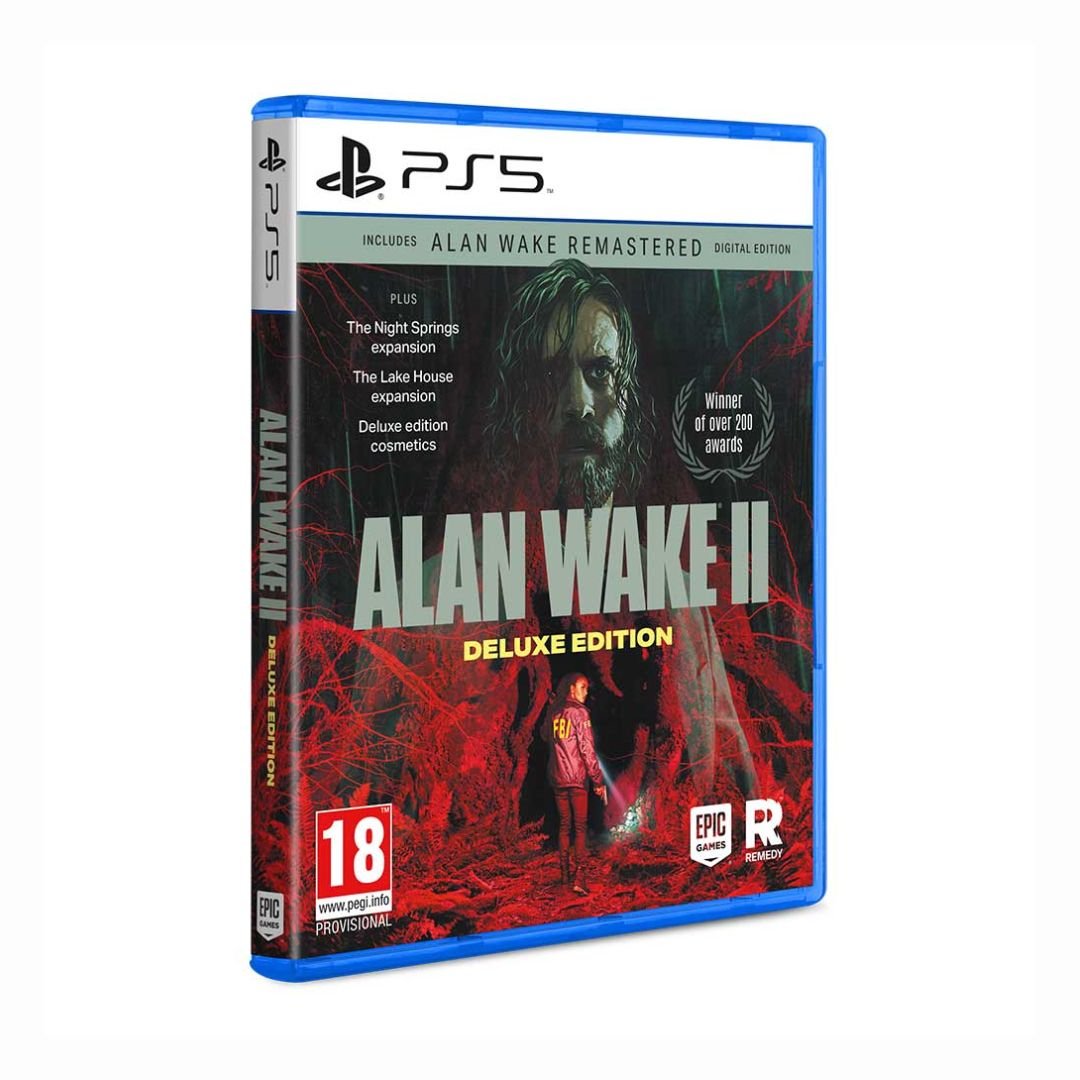 PS5
INCLUDES ALAN WAKE REMASTERED DIGITAL EDITION
PLUS
The Night Springs
expansion
The Lake House
expansion
Deluxe edition
cosmetics
Winner
of over 200
awards
ALAN WAKE II
DELUXE EDITION
FBI
18
www.pegi.info
PROVISIONAL
EPIC
GAMES
REMEDY
PS5
ALAN WAKE II
DELUXE EDITION
EPIC
GAMES